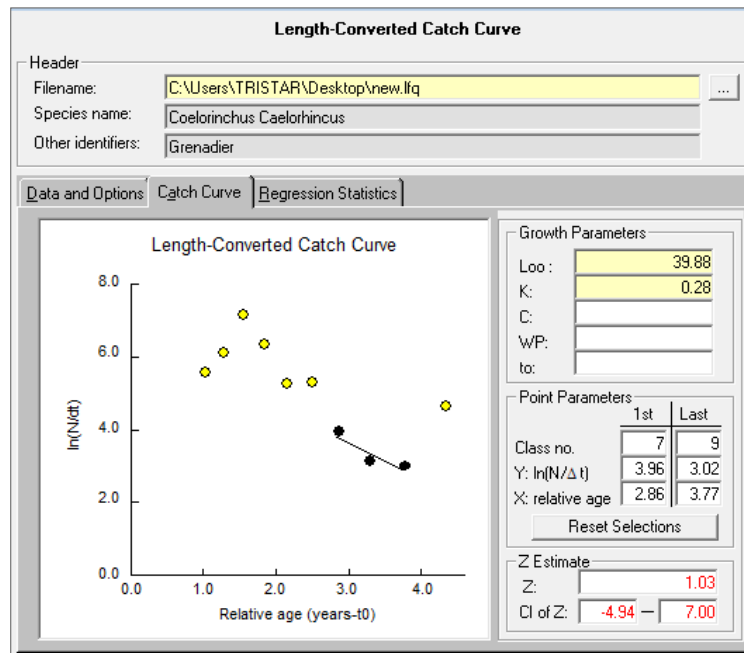 Length-Converted Catch Curve
Header
Filename: C:\Users\TRISTAR\Desktop\new.lfq ...
Species name: Coelorinchus Caelorhincus
Other identifiers: Grenadier
Data and Options Catch Curve Regression Statistics
Length-Converted Catch Curve
8.0
6.0
4.0
2.0
0.0
ln(N/dt)
0.0 1.0 2.0 3.0 4.0
Relative age (years-t0)
Growth Parameters
Loo : 39.88
K: 0.28
C:
WP:
to:
Point Parameters
1st Last
Class no. 7 9
Y: ln(N/Δ t) 3.96 3.02
X: relative age 2.86 3.77
Reset Selections
Z Estimate
Z: 1.03
CI of Z: -4.94 — 7.00